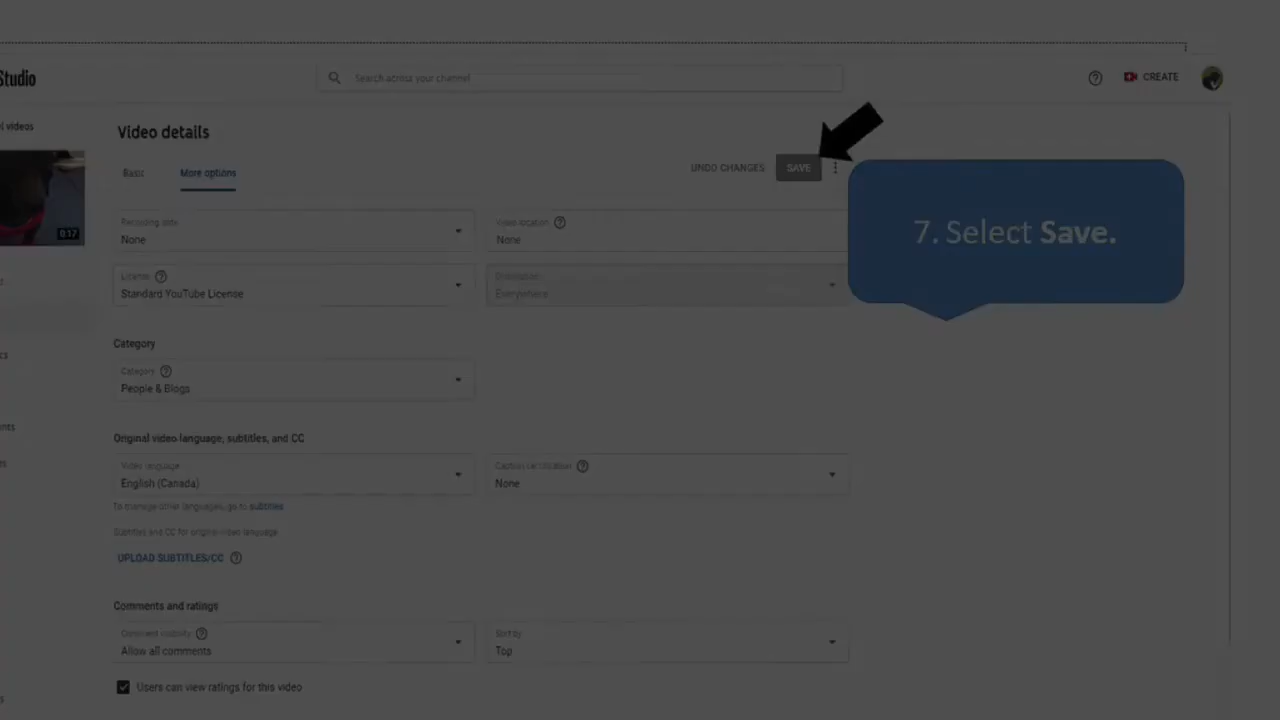 Studio
Search across your channel
CREATE
l videos
Video details
Basic
More options
UNDO CHANGES
SAVE
7. Select Save.
0:17
Recording date
None
Video location
None
License
Standard YouTube License
Distribution
Everywhere
Category
Category
People & Blogs
Original video language, subtitles, and CC
Video language
English (Canada)
Caption certification
None
To manage other languages, go to subtitles
Subtitles and CC for original video language
UPLOAD SUBTITLES/CC
Comments and ratings
Comment visibility
Allow all comments
Sort by
Top
Users can view ratings for this video